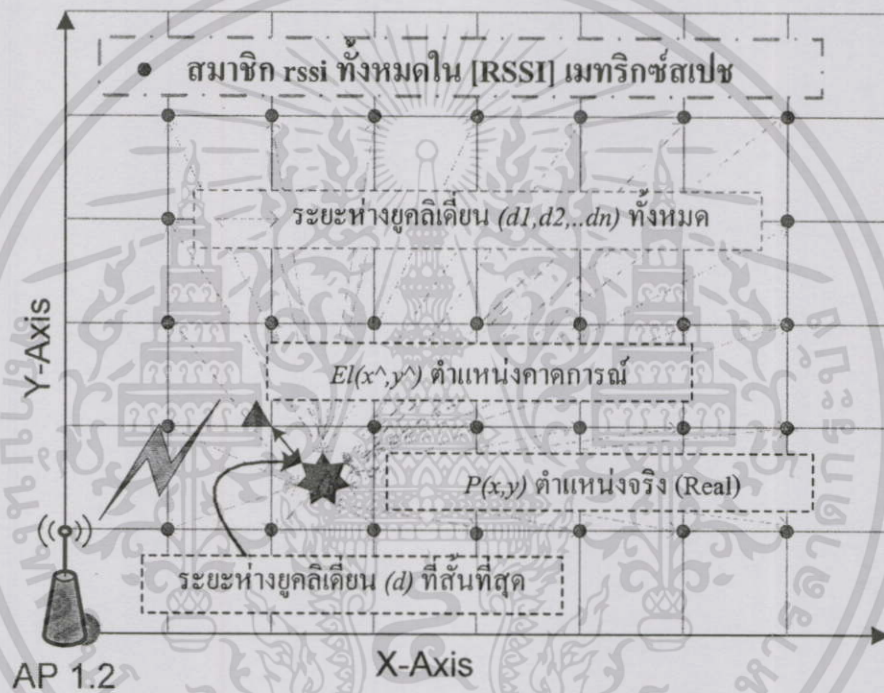 • สมาชิก rssi ทั้งหมดใน [RSSI] เมทริกซ์สเปช
ระยะห่างยูคลิเดี่ยน (d1,d2,..dn) ทั้งหมด
Y-Axis
El(x^,y^) ตำแหน่งคาดการณ์
P(x,y) ตำแหน่งจริง (Real)
ระยะห่างยูคลิเดี่ยน (d) ที่สั้นที่สุด
AP 1.2
X-Axis